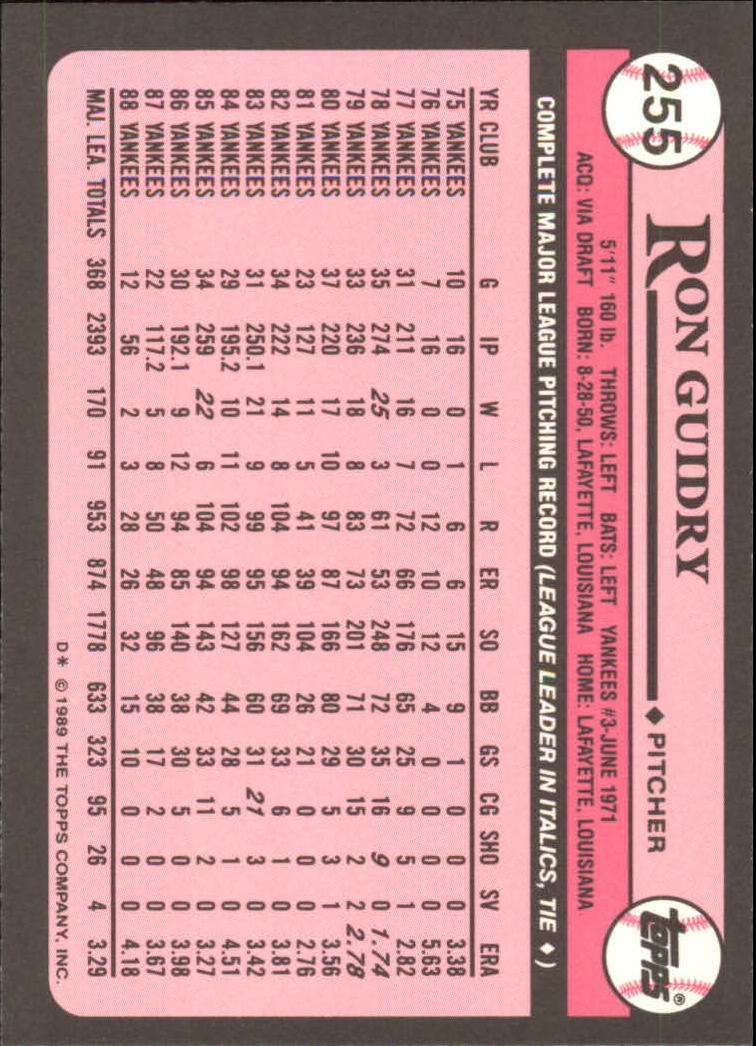 255
RON GUIDRY ◆ PITCHER
TOPPS®
5'11" 160 lb. THROWS: LEFT BATS: LEFT YANKEES #3-JUNE 1971
ACQ: VIA DRAFT BORN: 8-28-50, LAFAYETTE, LOUISIANA HOME: LAFAYETTE, LOUISIANA
COMPLETE MAJOR LEAGUE PITCHING RECORD (LEAGUE LEADER IN ITALICS, TIE ◆)
YR CLUB G IP W L R ER SO BB GS CG SHO SV ERA
75 YANKEES 10 16 0 1 6 6 15 9 1 0 0 0 3.38
76 YANKEES 7 16 0 0 12 10 12 4 0 0 0 0 5.63
77 YANKEES 31 211 16 7 72 66 176 65 25 9 5 1 2.82
78 YANKEES 35 274 25 3 61 53 248 72 35 16 9 0 1.74
79 YANKEES 33 236 18 8 83 73 201 71 30 15 2 2 2.78
80 YANKEES 37 220 17 10 97 87 166 80 29 5 3 1 3.56
81 YANKEES 23 127 11 5 41 39 104 26 21 0 0 0 2.76
82 YANKEES 34 222 14 8 104 94 162 69 33 6 1 0 3.81
83 YANKEES 31 250.1 21 9 99 95 156 60 31 21 3 0 3.42
84 YANKEES 29 195.2 10 11 102 98 127 44 28 5 1 0 4.51
85 YANKEES 34 259 22 6 104 94 143 42 33 11 2 0 3.27
86 YANKEES 30 192.1 9 12 94 85 140 38 30 5 0 0 3.98
87 YANKEES 22 117.2 5 8 50 48 96 38 17 2 0 0 3.67
88 YANKEES 12 56 2 3 28 26 32 15 10 0 0 0 4.18
MAJ. LEA. TOTALS 368 2393 170 91 953 874 1778 633 323 95 26 4 3.29
D* © 1989 THE TOPPS COMPANY, INC.